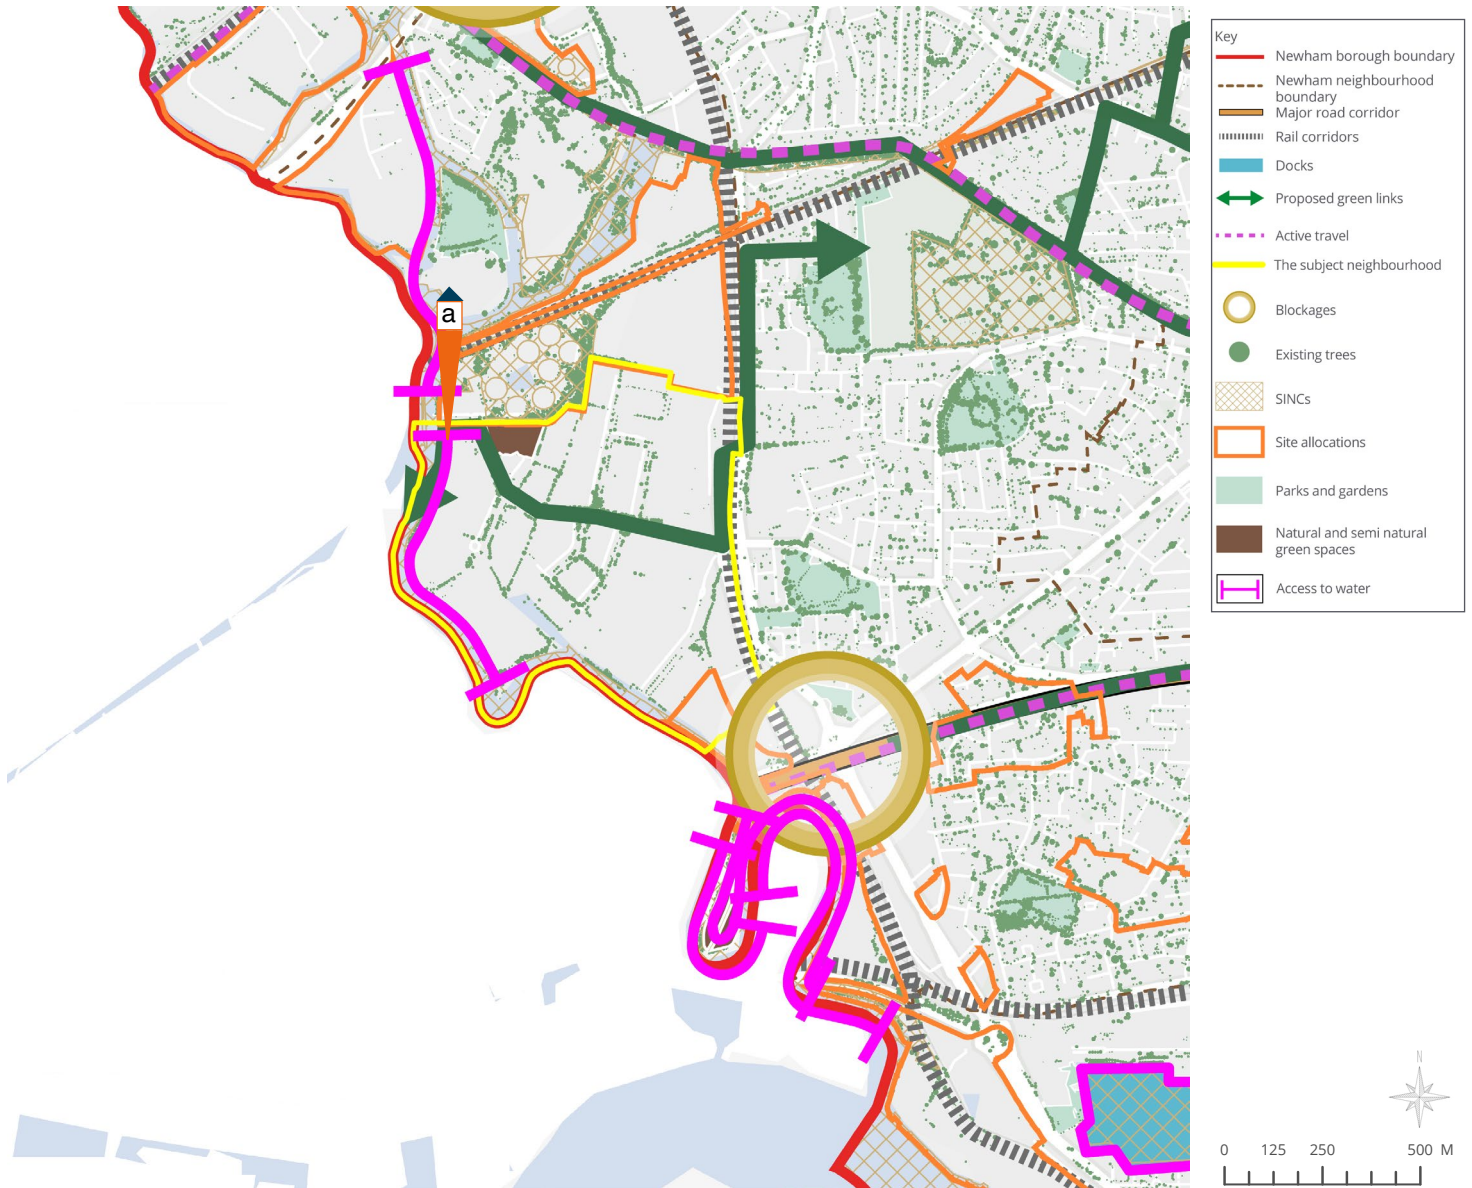 a
Key
Newham borough boundary
Newham neighbourhood
boundary
Major road corridor
Rail corridors
Docks
Proposed green links
Active travel
The subject neighbourhood
Blockages
Existing trees
SINCs
Site allocations
Parks and gardens
Natural and semi natural
green spaces
Access to water
N
0 125 250 500 M